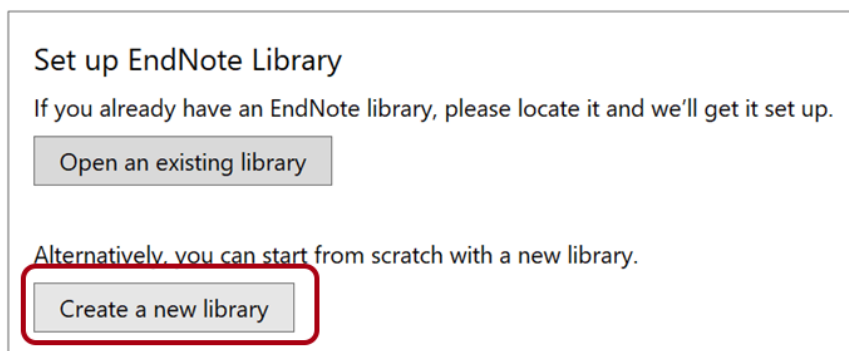 Set up EndNote Library
If you already have an EndNote library, please locate it and we'll get it set up.
Open an existing library
Alternatively, you can start from scratch with a new library.
Create a new library